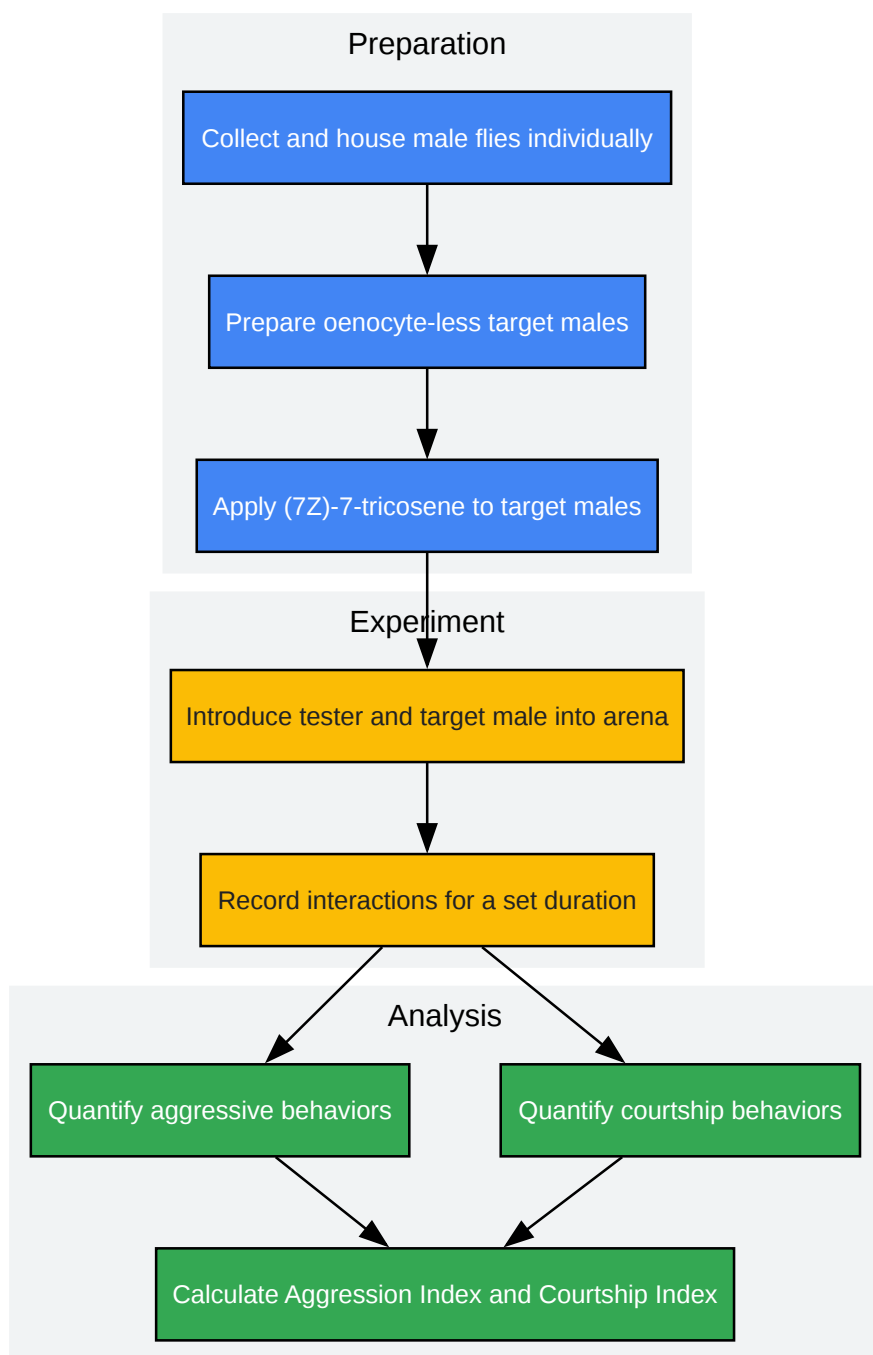 Preparation
Collect and house male flies individually
Prepare oenocyte-less target males
Apply (7Z)-7-tricosene to target males
Experiment
Introduce tester and target male into arena
Record interactions for a set duration
Analysis
Quantify aggressive behaviors
Quantify courtship behaviors
Calculate Aggression Index and Courtship Index